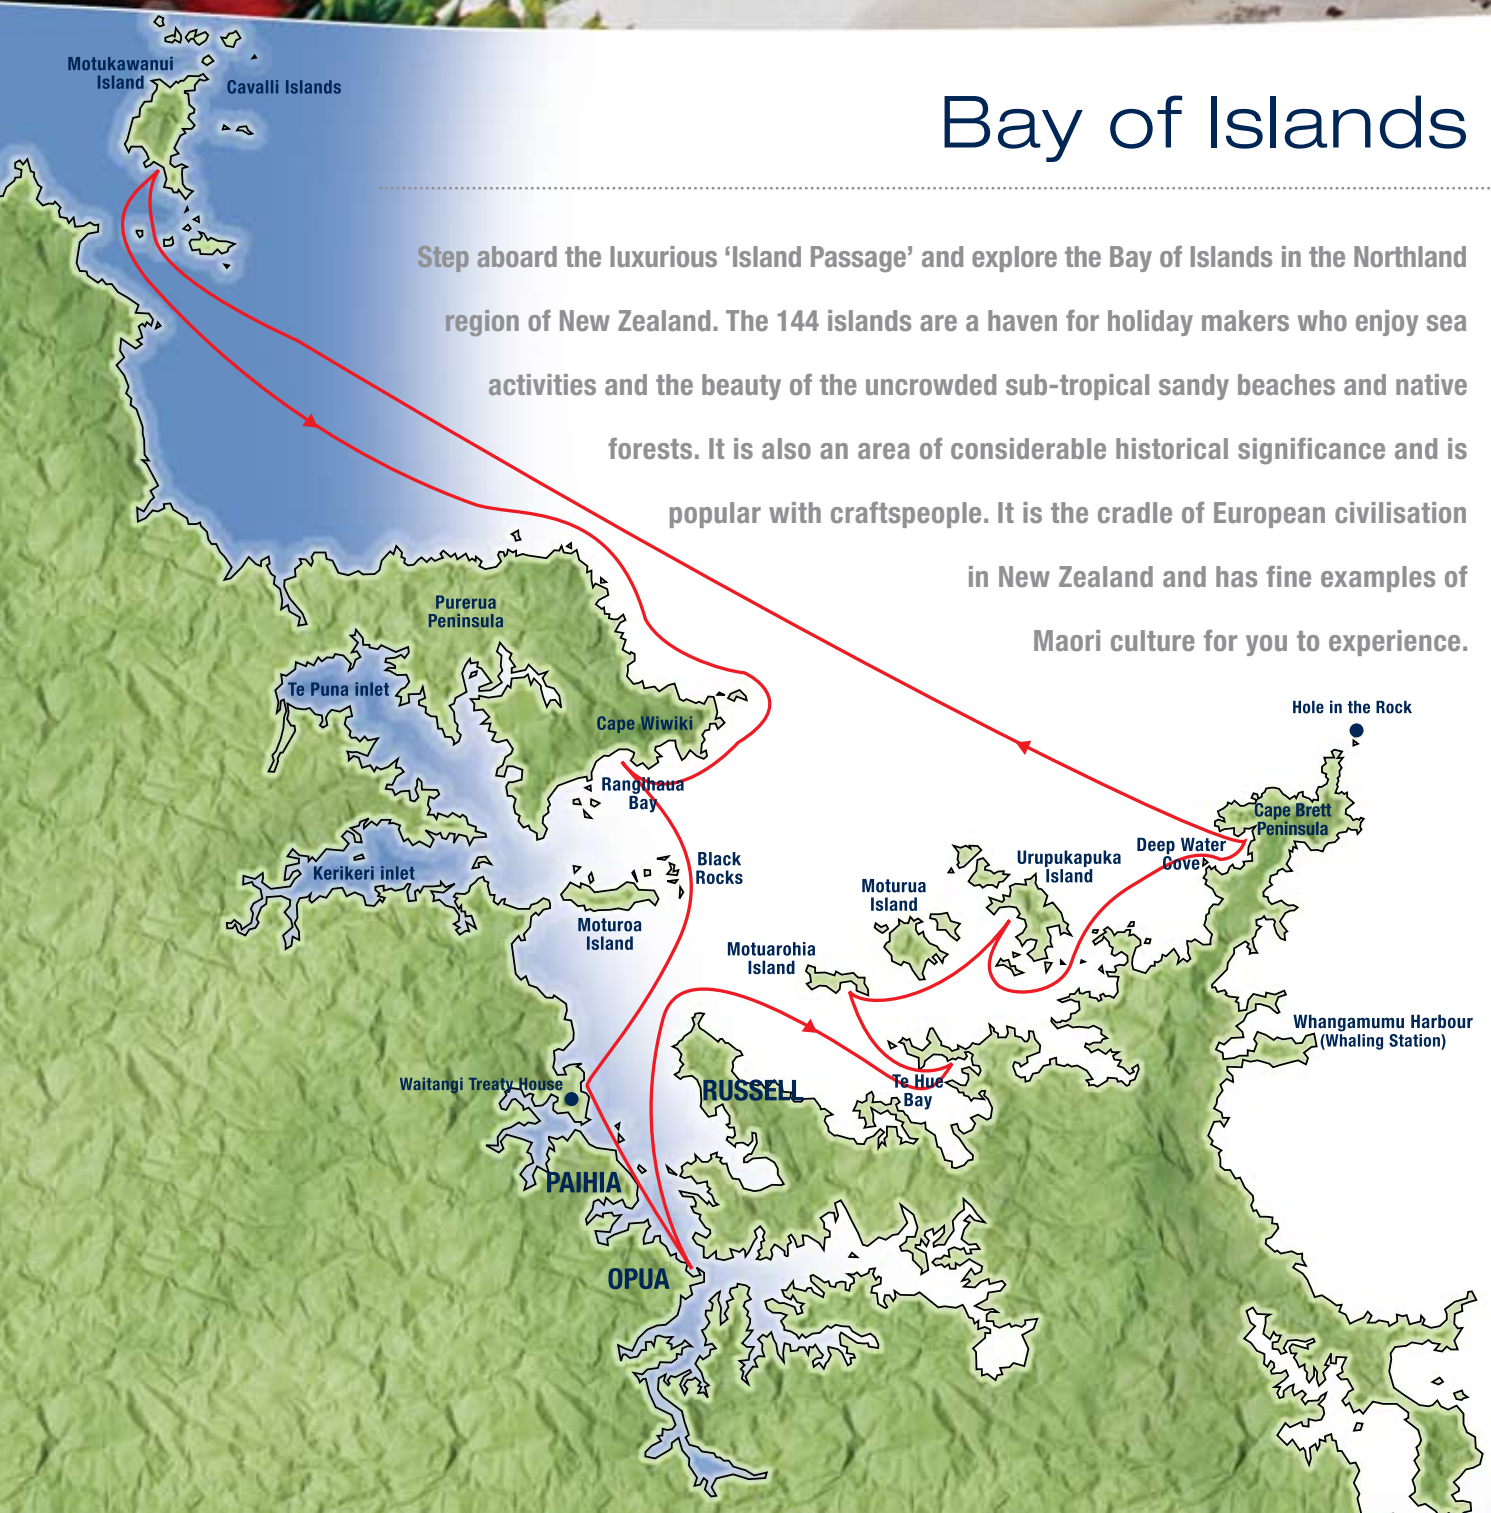 Motukawanui
Island
Cavalli Islands
Bay of Islands
Step aboard the luxurious ‘Island Passage’ and explore the Bay of Islands in the Northland
region of New Zealand. The 144 islands are a haven for holiday makers who enjoy sea
activities and the beauty of the uncrowded sub-tropical sandy beaches and native
forests. It is also an area of considerable historical significance and is
popular with craftspeople. It is the cradle of European civilisation
in New Zealand and has fine examples of
Maori culture for you to experience.
Purerua
Peninsula
Te Puna inlet
Cape Wiwiki
Hole in the Rock
Rangihaua
Bay
Cape Brett
Peninsula
Deep Water
Cove
Black
Rocks
Urupukapuka
Island
Kerikeri inlet
Moturua
Island
Moturoa
Island
Motuarohia
Island
Whangamumu Harbour
(Whaling Station)
Waitangi Treaty House
RUSSELL
Te Hue
Bay
PAIHIA
OPUA